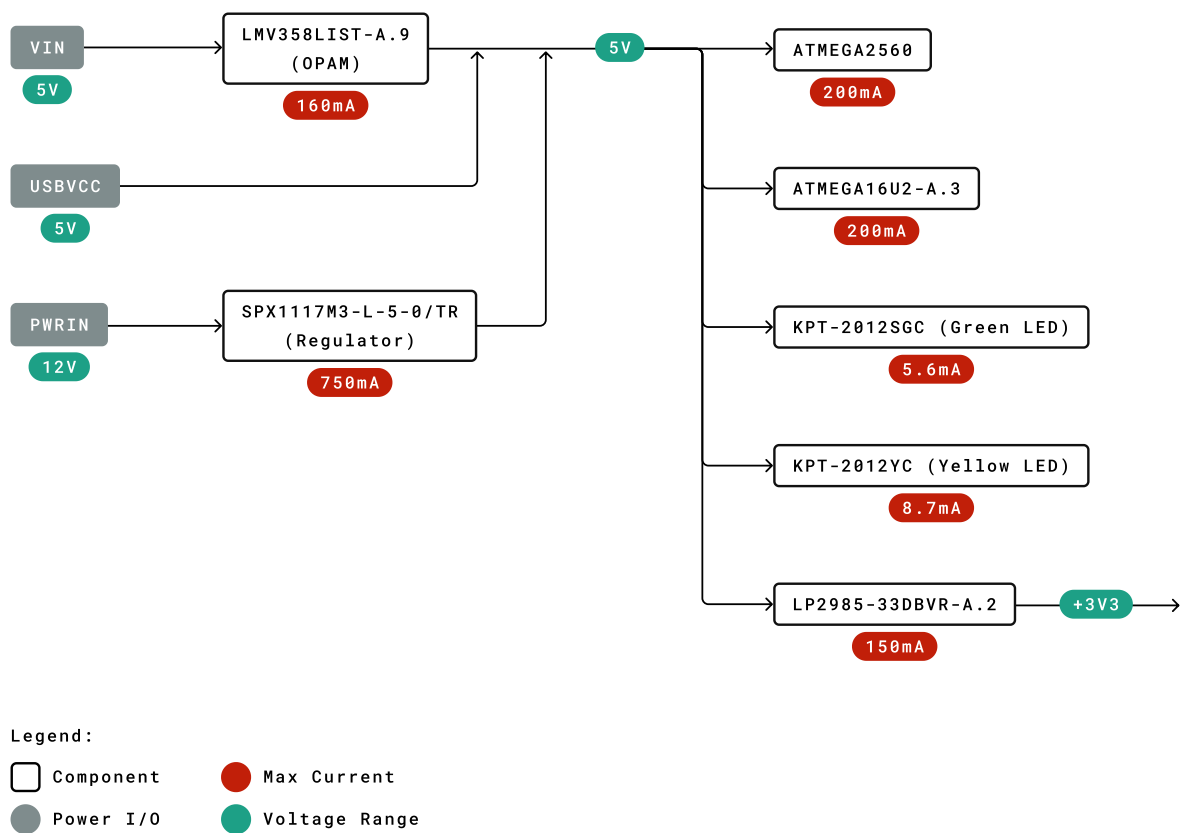 VIN
5V
LMV358LIST-A.9
(OPAM)
160mA
5V
ATMEGA2560
200mA
USBVCC
5V
ATMEGA16U2-A.3
200mA
PWRIN
12V
SPX1117M3-L-5-0/TR
(Regulator)
750mA
KPT-2012SGC (Green LED)
5.6mA
KPT-2012YC (Yellow LED)
8.7mA
LP2985-33DBVR-A.2
150mA
+3V3
Legend:
Component
Max Current
Power I/O
Voltage Range